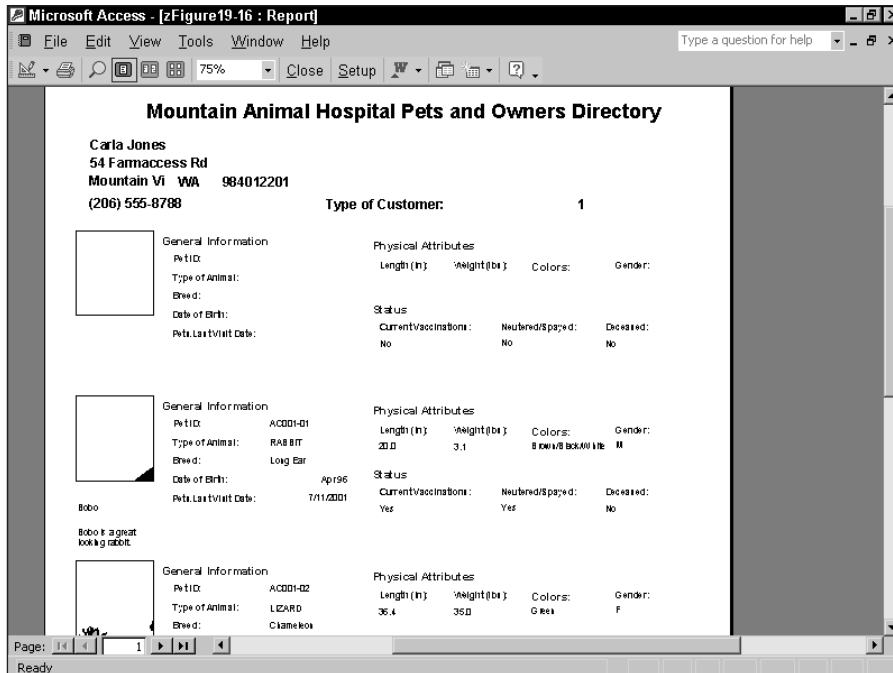 Microsoft Access - [zFigure19-16 : Report]
File Edit View Tools Window Help
Type a question for help
75% Close Setup
Mountain Animal Hospital Pets and Owners Directory
Carla Jones
54 Farmaccess Rd
Mountain Vi WA 984012201
(206) 555-8788 Type of Customer: 1
General Information Physical Attributes
Pet ID: Length (in): Weight (lbs): Colors: Gender:
Type of Animal:
Breed:
Date of Birth: Status
Pets.Last Visit Date: Current Vaccinations: Neutered/Spayed: Deceased:
No No No
General Information Physical Attributes
Pet ID: AC001-01 Length (in): Weight (lbs): Colors: Gender:
Type of Animal: RABBIT 20.0 3.1 Brown/Black/White M
Breed: Long Ear
Date of Birth: Apr 96 Status
Pets.Last Visit Date: 7/11/2001 Current Vaccinations: Neutered/Spayed: Deceased:
Bobo Yes Yes No
Bobo is a great
looking rabbit.
General Information Physical Attributes
Pet ID: AC001-02 Length (in): Weight (lbs): Colors: Gender:
Type of Animal: LIZARD 36.4 35.0 Green F
Breed: Chameleon
Page: 1
Ready